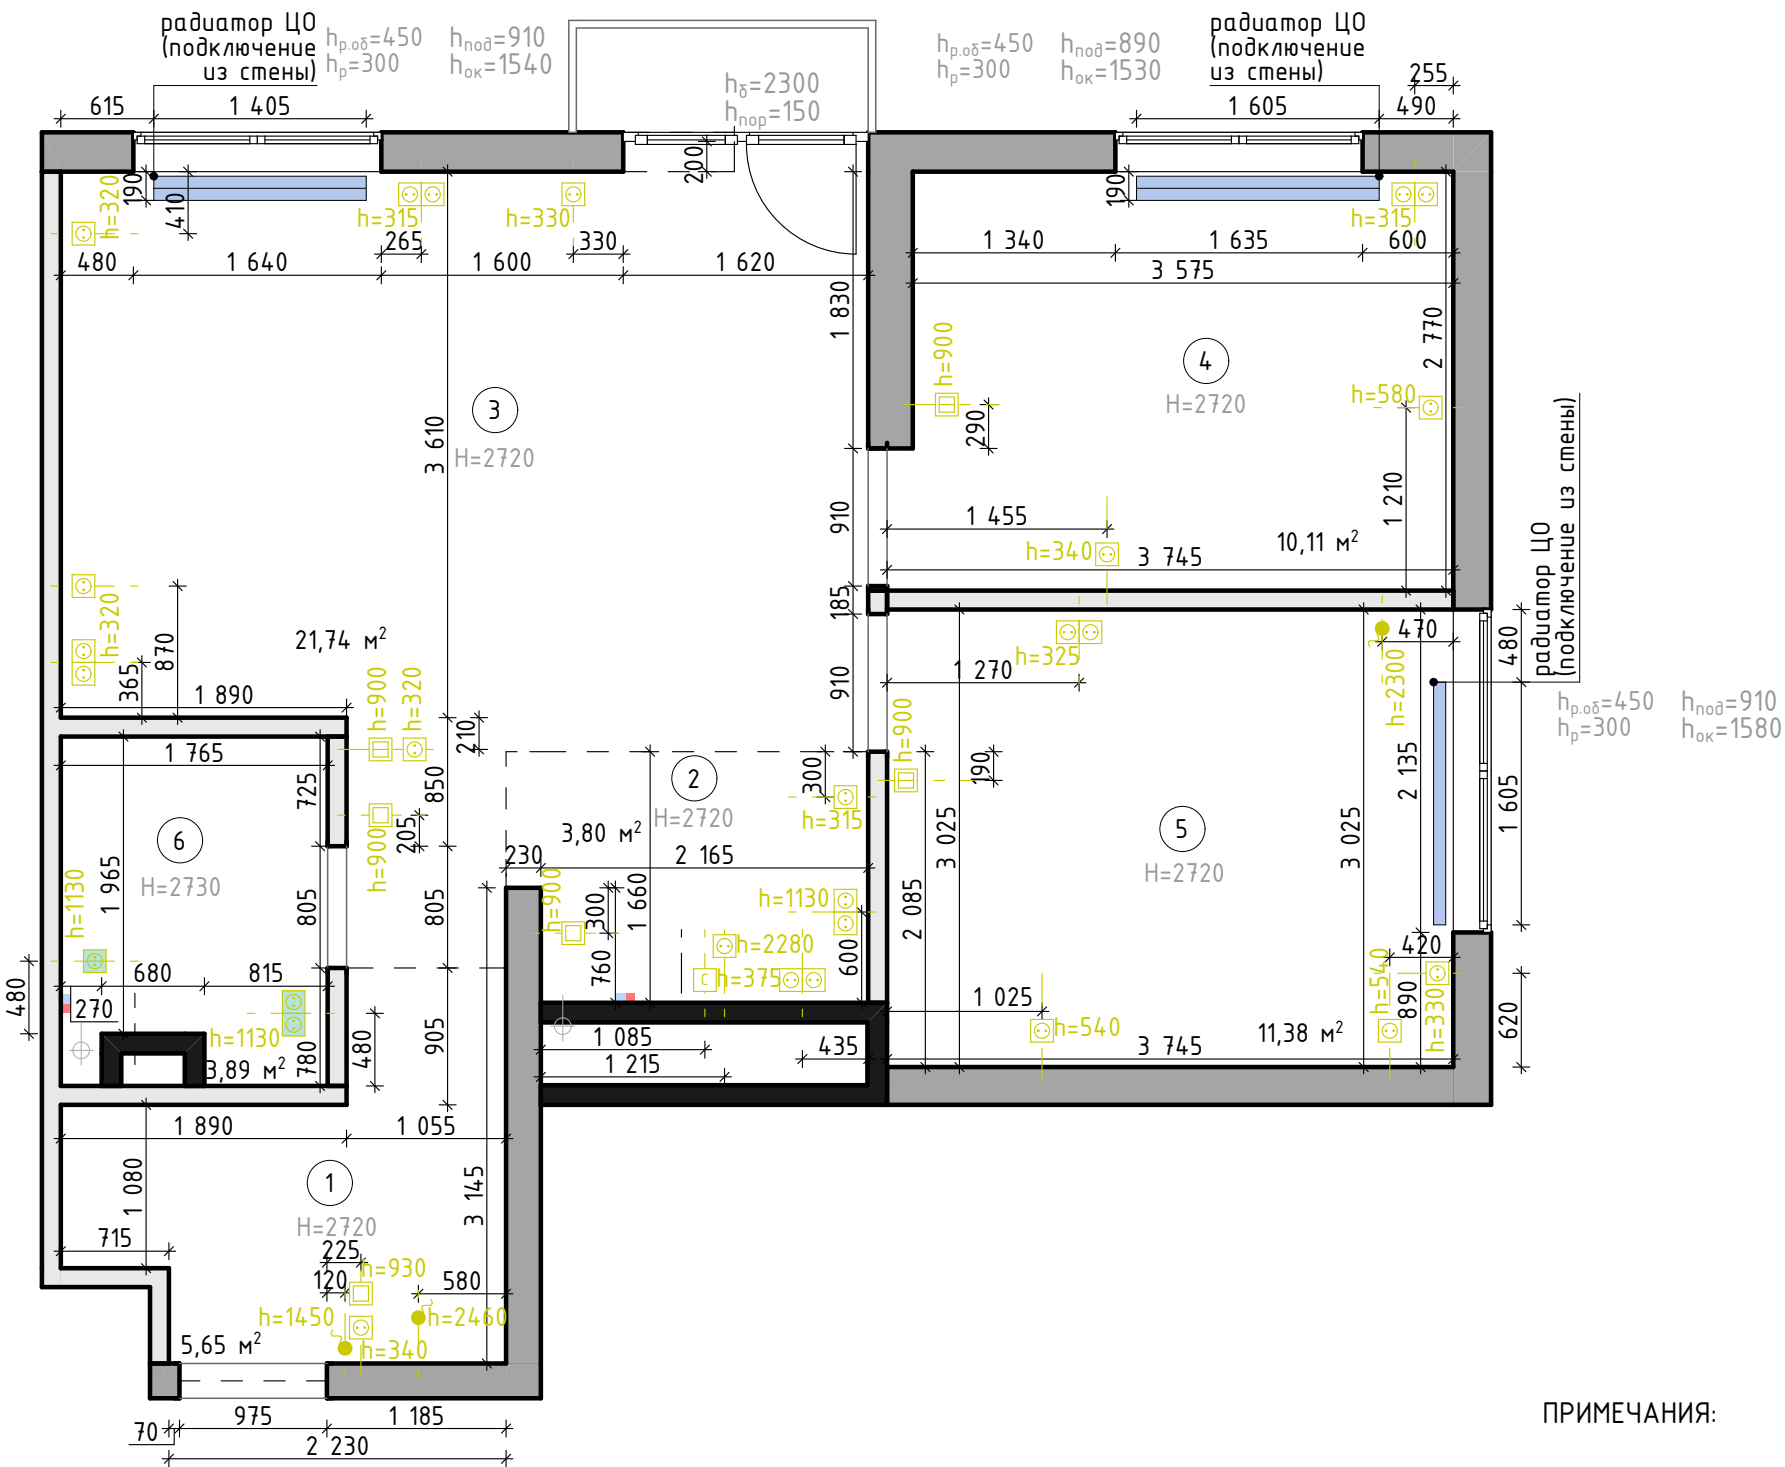 радиатор ЦО
(подключение
из стены)
hр.об=450 hпод=910
hр=300 hок=1540
hб=2300
hпор=150
hр.об=450 hпод=890
hр=300 hок=1530
радиатор ЦО
(подключение
из стены)
255
615 1 405
1 605 490
200
190
410
h=320
h=315
h=330
190
h=315
265
330
480 1 640 1 600 1 620
1 340 1 635 600
3 575
1 830
2 770
h=900
290
3
H=2720
4
H=2720
h=580
3 610
910
1 455
h=340
3 745
10,11 м²
1 210
радиатор ЦО
(подключение из стены)
185
h=320
870
365
21,74 м²
1 890
h=900
h=320
210
910
h=325
1 270
470
h=2300
480
hр.об=450 hпод=910
hр=300 hок=1580
1 765
725
850
2
H=2720
300
h=315
h=900
190
2 135
1 605
6
H=2730
1 965
h=900
205
3,80 м²
230 2 165
3 025
5
H=2720
3 025
h=1130
805
805
h=900
300
1 660
h=1130
2 085
h=2280
h=375
760
600
480
680 815
270
h=1130
3,89 м²
780
480
905
1 025
h=540
420
h=540
890
h=330
620
11,38 м²
3 745
1 085
435
1 215
1 890 1 055
1 080
3 145
1
H=2720
715
225
h=930
120
580
h=1450
h=2460
h=340
5,65 м²
975 1 185
70
2 230
ПРИМЕЧАНИЯ: